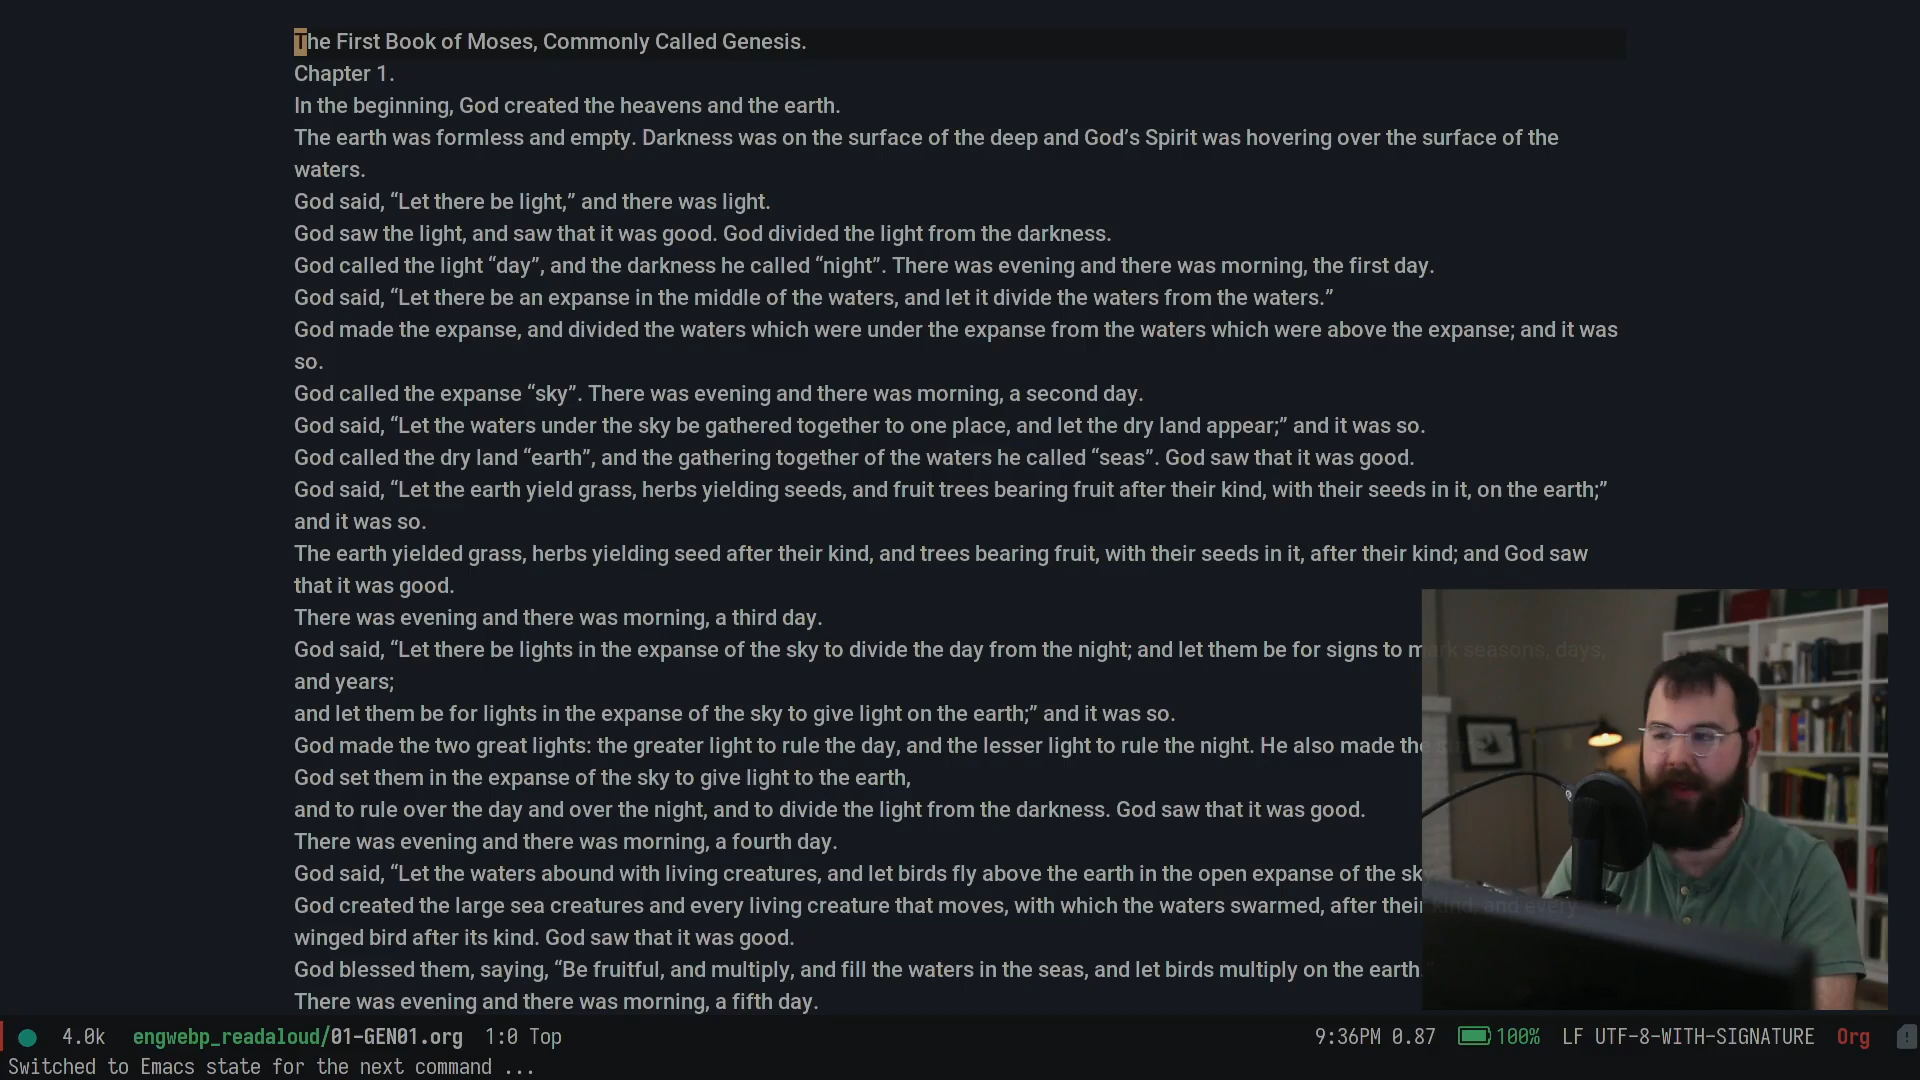 The First Book of Moses, Commonly Called Genesis.
Chapter 1.
In the beginning, God created the heavens and the earth.
The earth was formless and empty. Darkness was on the surface of the deep and God’s Spirit was hovering over the surface of the
waters.
God said, “Let there be light,” and there was light.
God saw the light, and saw that it was good. God divided the light from the darkness.
God called the light “day”, and the darkness he called “night”. There was evening and there was morning, the first day.
God said, “Let there be an expanse in the middle of the waters, and let it divide the waters from the waters.”
God made the expanse, and divided the waters which were under the expanse from the waters which were above the expanse; and it was
so.
God called the expanse “sky”. There was evening and there was morning, a second day.
God said, “Let the waters under the sky be gathered together to one place, and let the dry land appear;” and it was so.
God called the dry land “earth”, and the gathering together of the waters he called “seas”. God saw that it was good.
God said, “Let the earth yield grass, herbs yielding seeds, and fruit trees bearing fruit after their kind, with their seeds in it, on the earth;”
and it was so.
The earth yielded grass, herbs yielding seed after their kind, and trees bearing fruit, with their seeds in it, after their kind; and God saw
that it was good.
There was evening and there was morning, a third day.
God said, “Let there be lights in the expanse of the sky to divide the day from the night; and let them be for signs to mark seasons, days,
and years;
and let them be for lights in the expanse of the sky to give light on the earth;” and it was so.
God made the two great lights: the greater light to rule the day, and the lesser light to rule the night. He also made the
God set them in the expanse of the sky to give light to the earth,
and to rule over the day and over the night, and to divide the light from the darkness. God saw that it was good.
There was evening and there was morning, a fourth day.
God said, “Let the waters abound with living creatures, and let birds fly above the earth in the open expanse of the sk
God created the large sea creatures and every living creature that moves, with which the waters swarmed, after their kind, and every
winged bird after its kind. God saw that it was good.
God blessed them, saying, “Be fruitful, and multiply, and fill the waters in the seas, and let birds multiply on the earth.”
There was evening and there was morning, a fifth day.
4.0k engwebp_readaloud/01-GEN01.org 1:0 Top 9:36PM 0.87 100% LF UTF-8-WITH-SIGNATURE Org
Switched to Emacs state for the next command ...